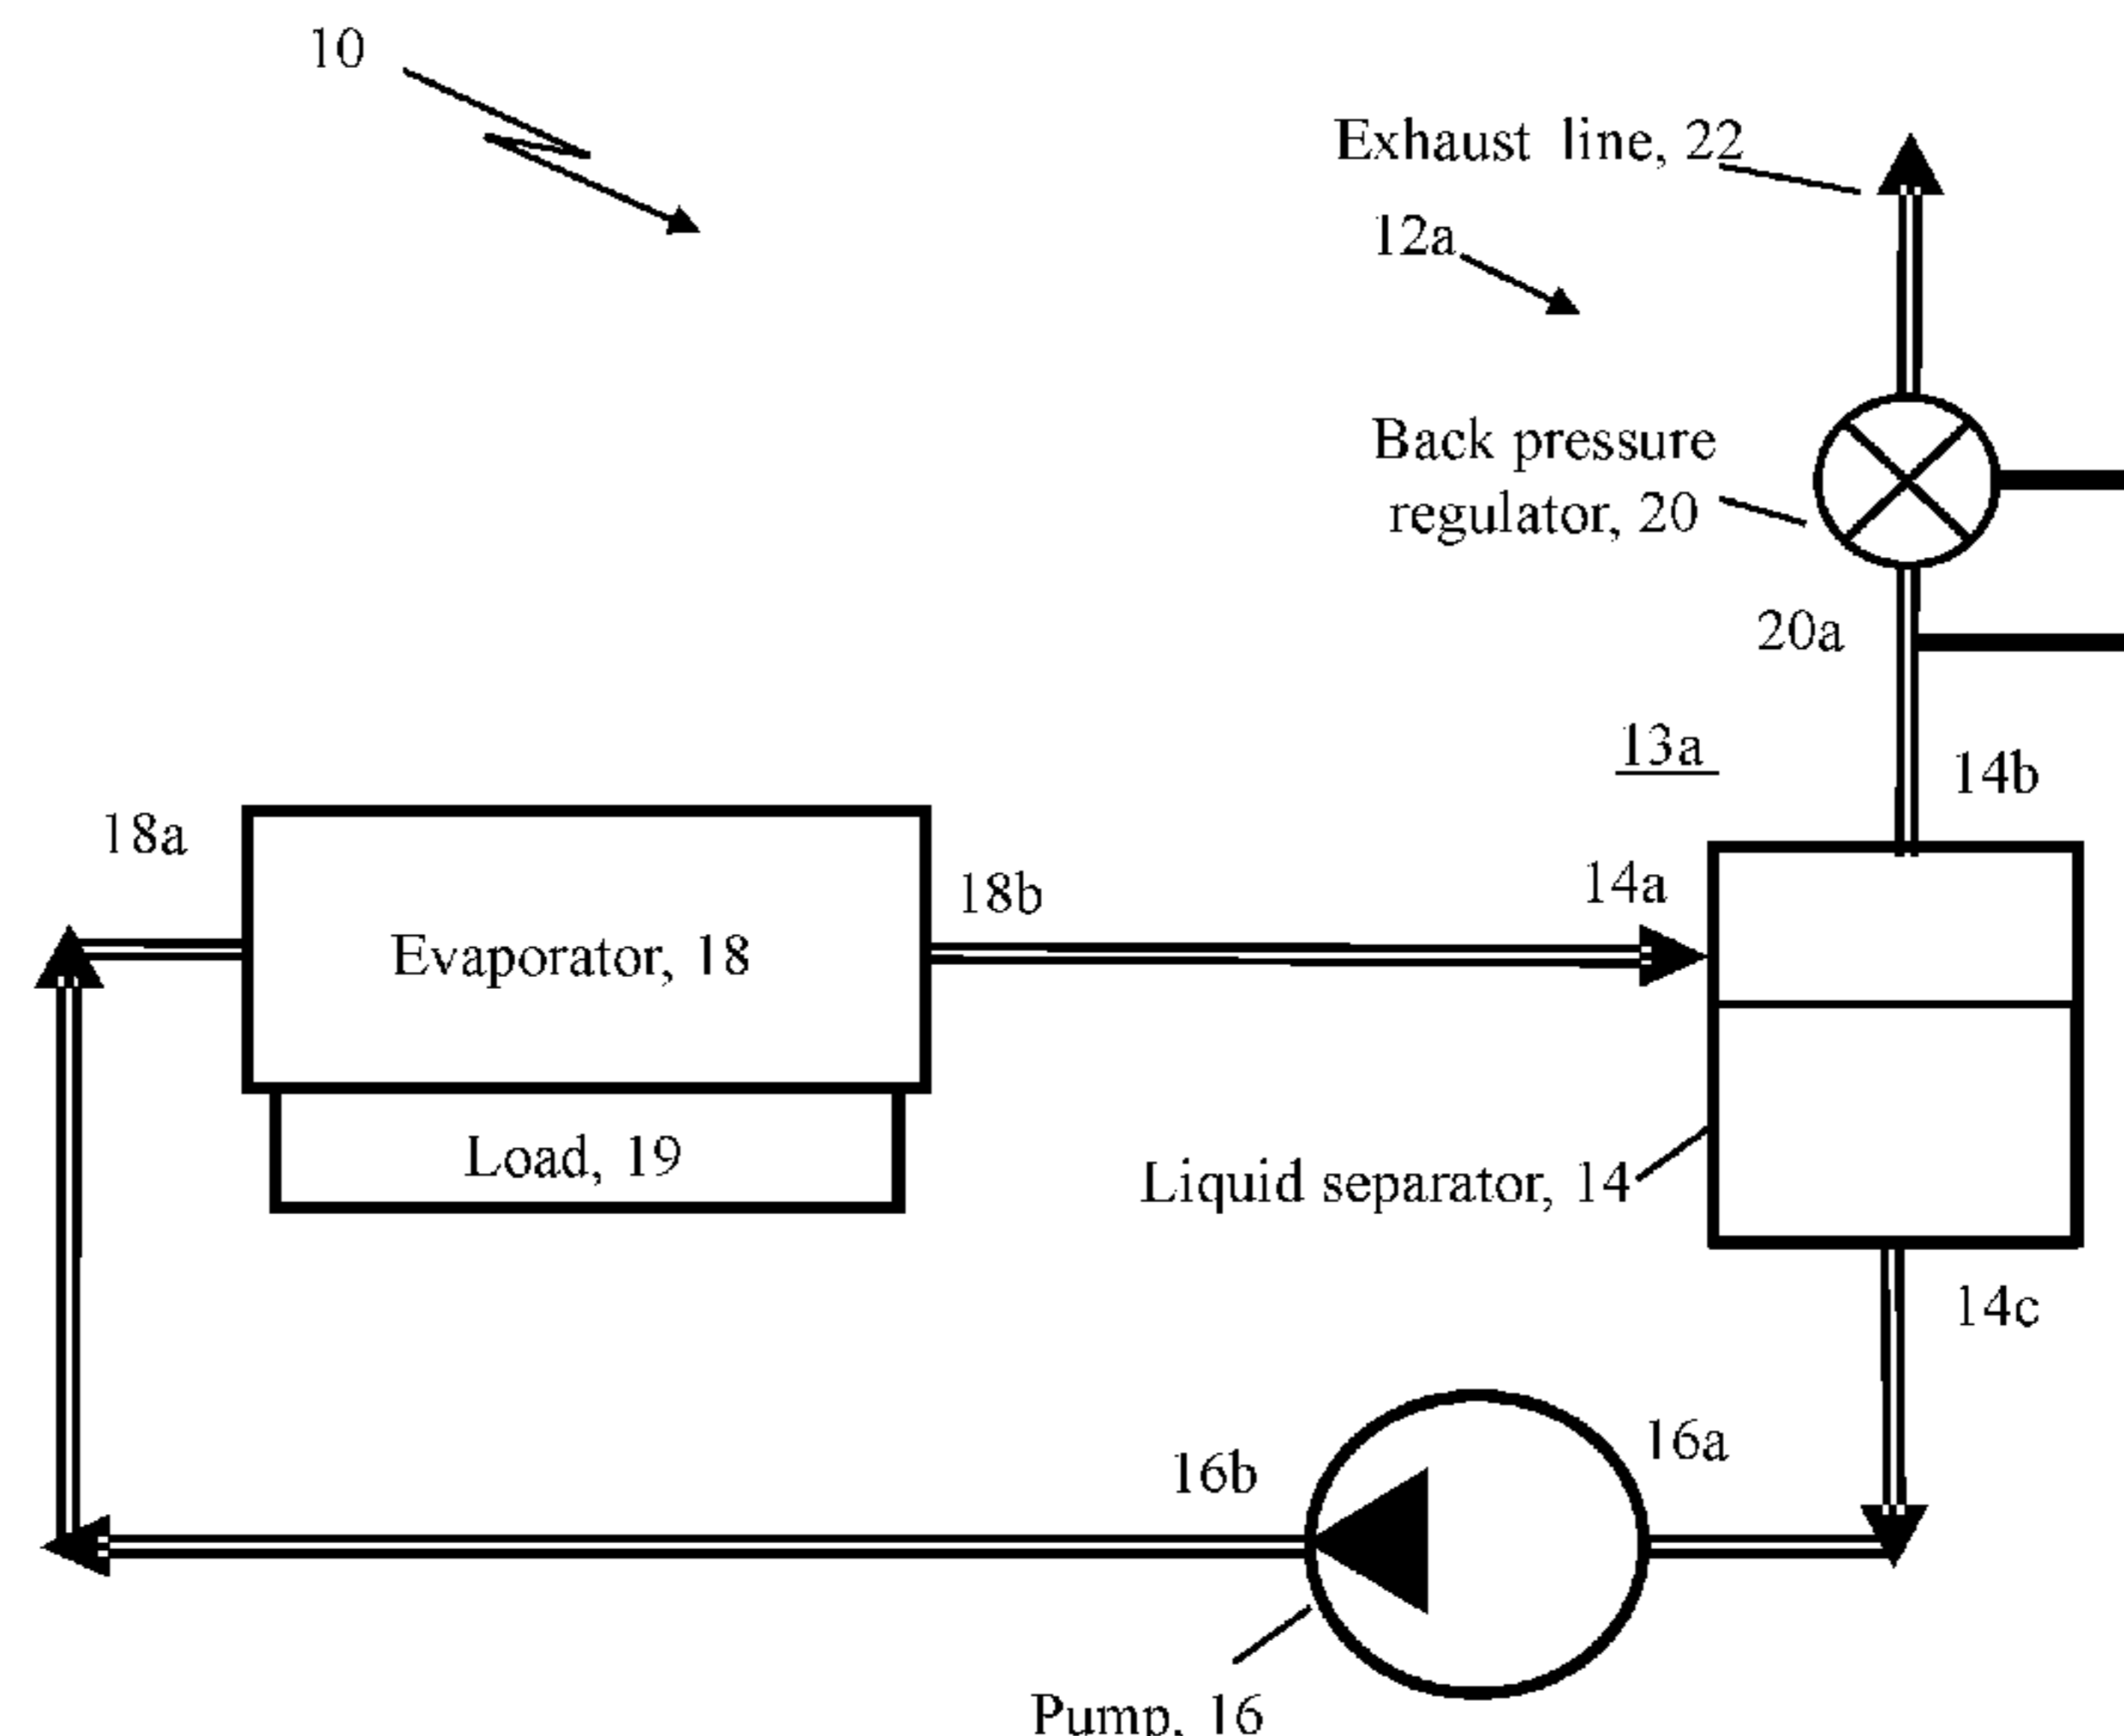 10
Exhaust line, 22
12a
Back pressure
regulator, 20
20a
13a
14b
18a
18b
14a
Evaporator, 18
Load, 19
Liquid separator, 14
14c
16a
16b
Pump, 16